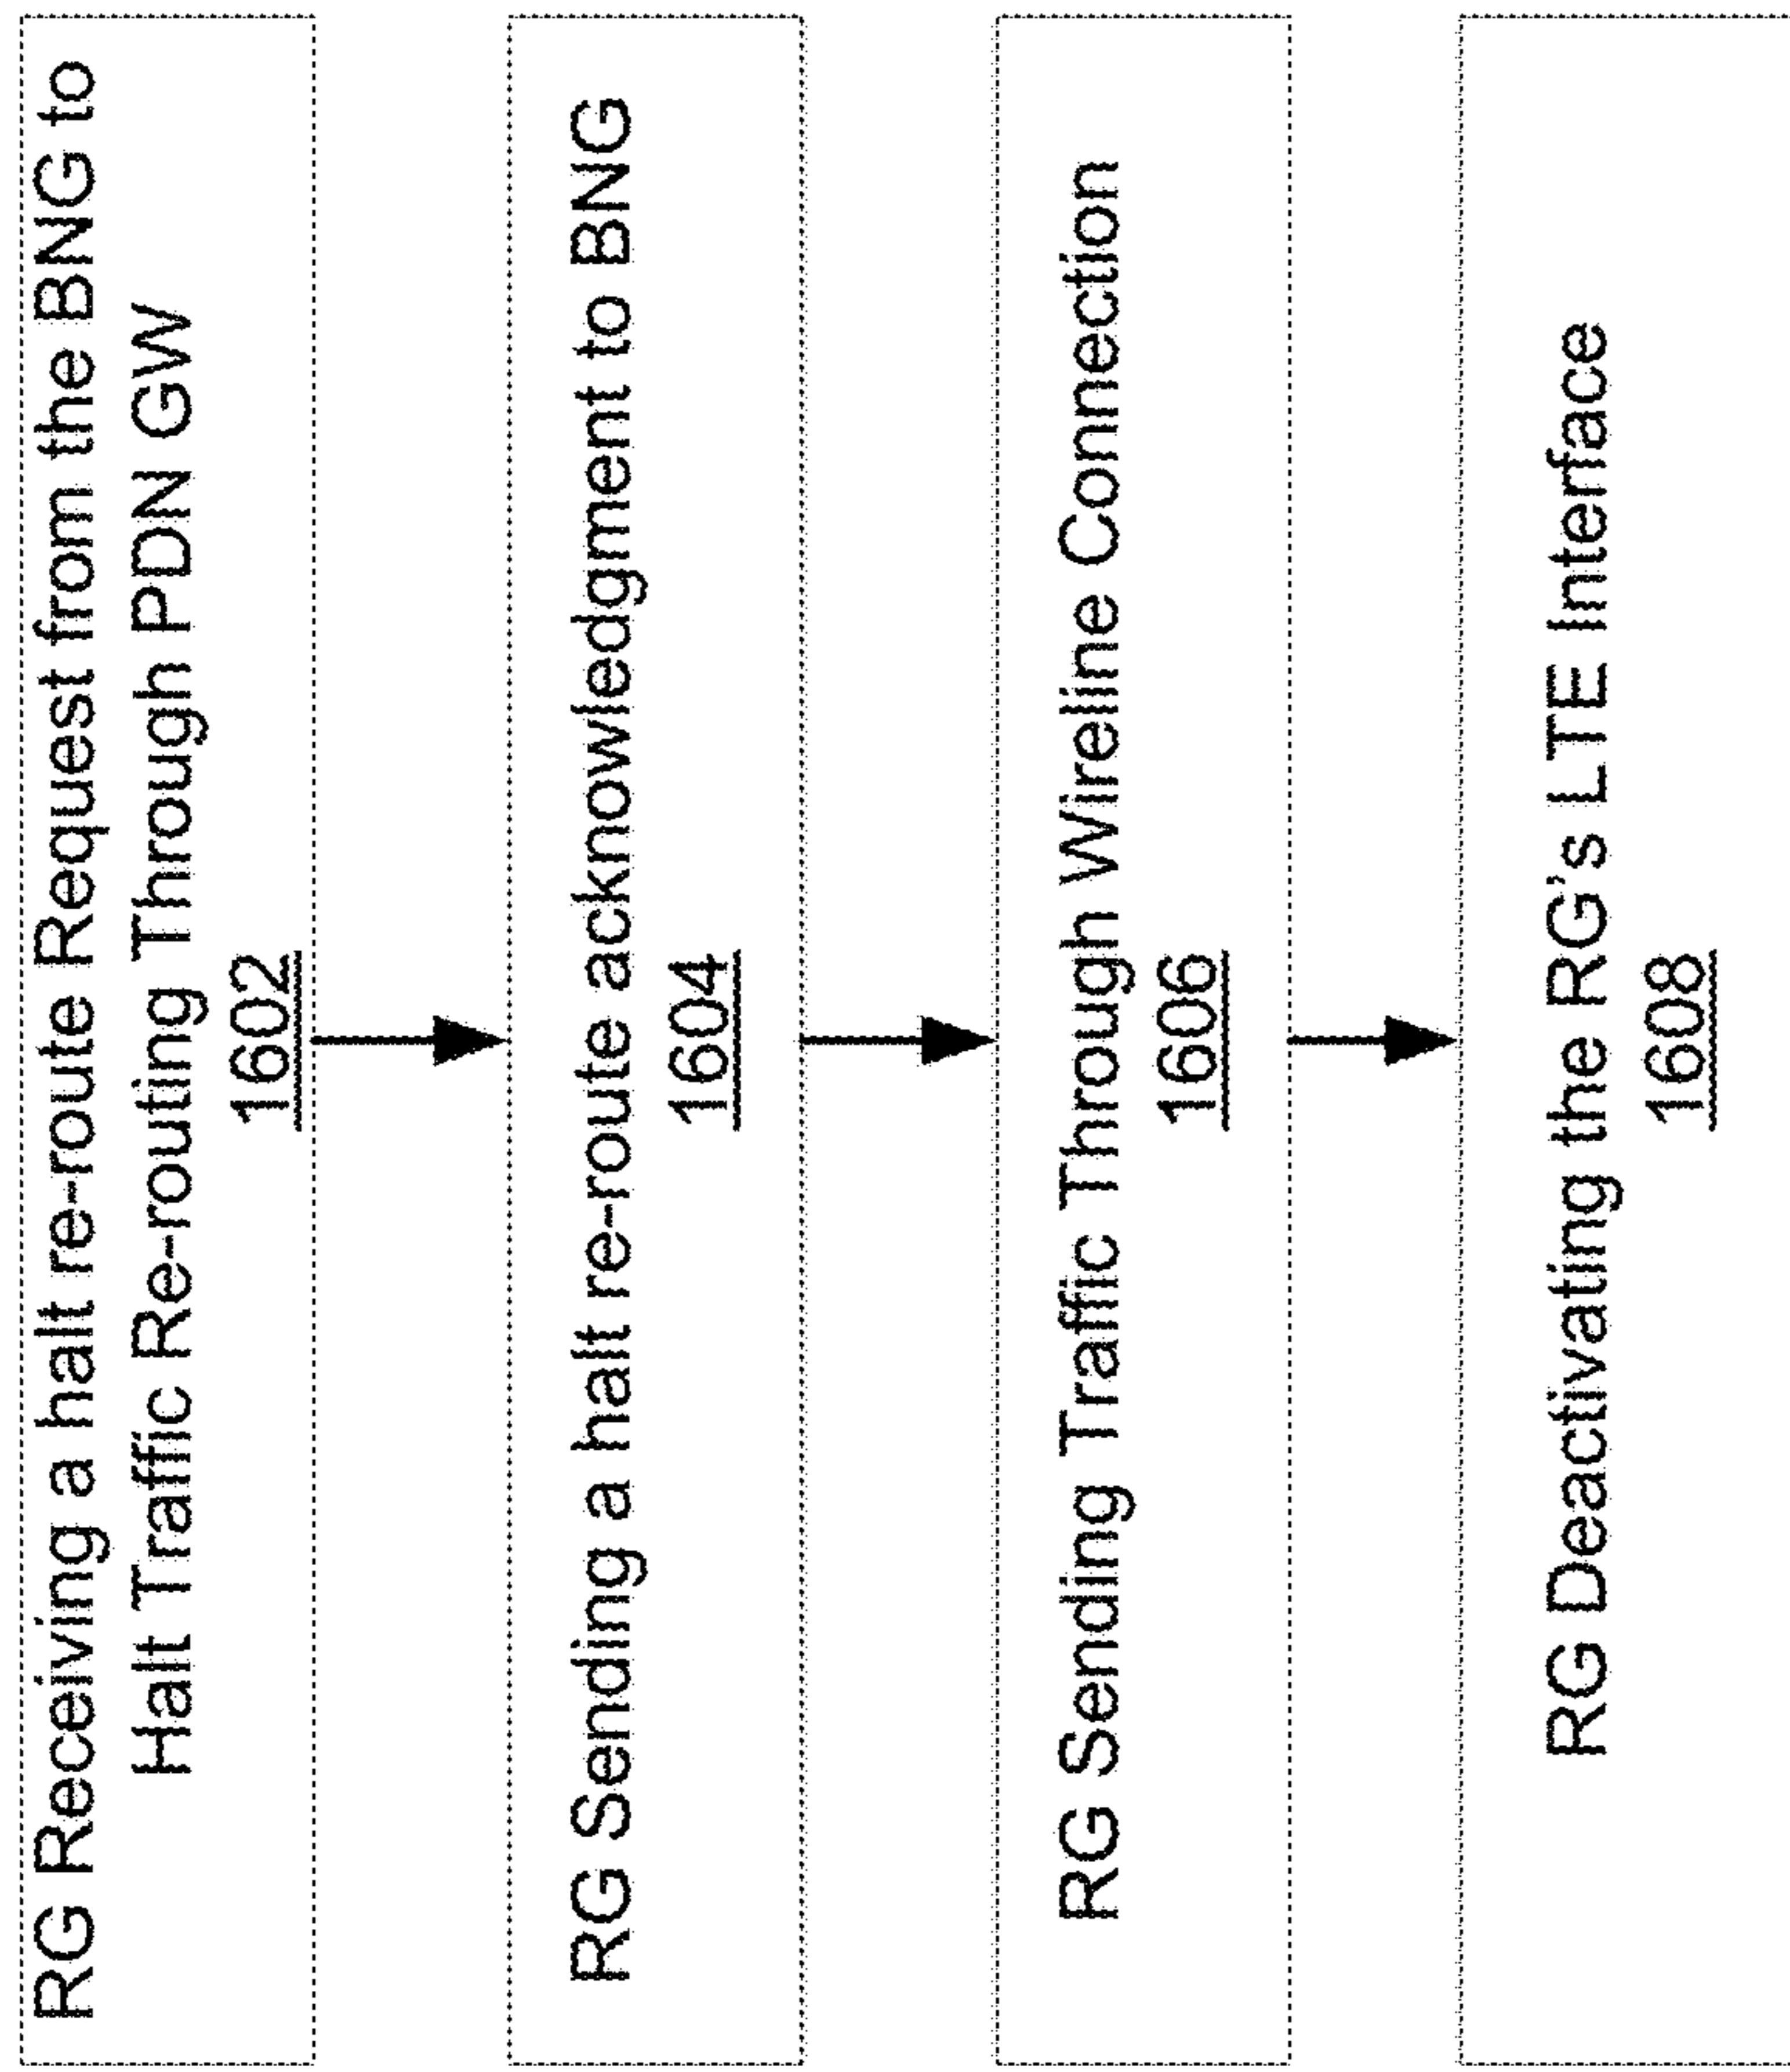 RG Receiving a halt re-route Request from the BNG to
Halt Traffic Re-routing Through PDN GW
1602
RG Sending a halt re-route acknowledgment to BNG
1604
RG Sending Traffic Through Wireline Connection
1606
RG Deactivating the RG's LTE Interface
1608